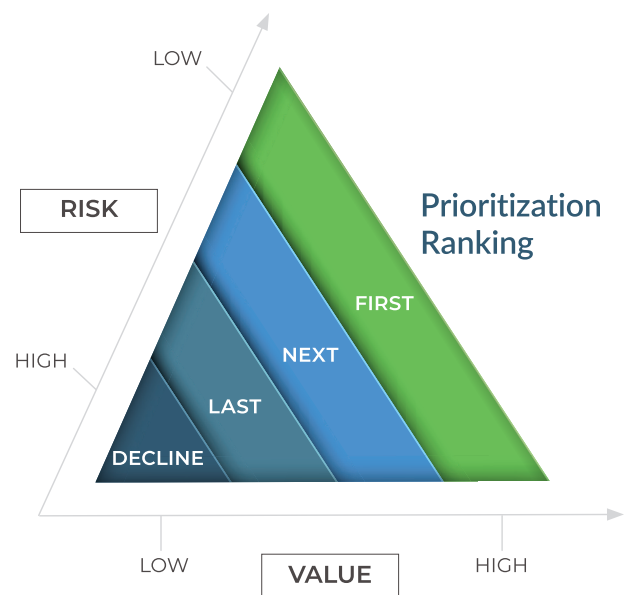 LOW
RISK
Prioritization
Ranking
FIRST
NEXT
HIGH
LAST
DECLINE
LOW
HIGH
VALUE